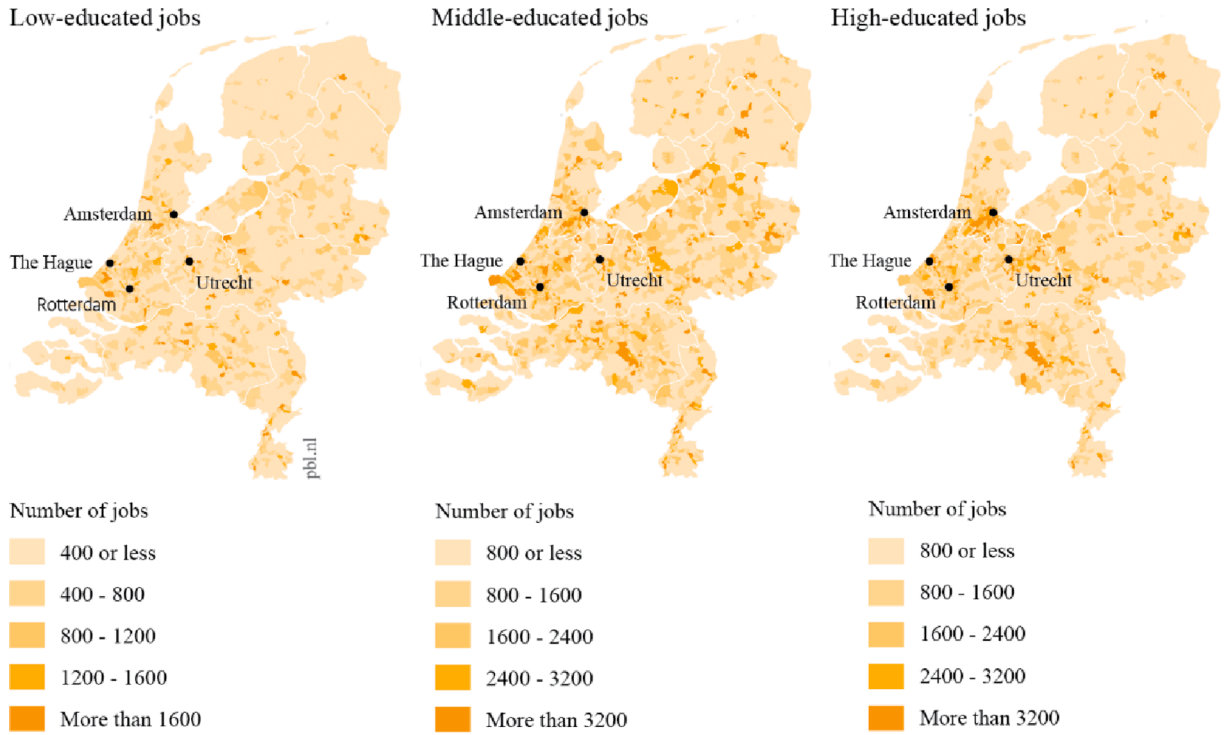 Low-educated jobs
Amsterdam
The Hague
Utrecht
Rotterdam
pbl.nl
Number of jobs
400 or less
400 - 800
800 - 1200
1200 - 1600
More than 1600
Middle-educated jobs
Amsterdam
The Hague
Utrecht
Rotterdam
Number of jobs
800 or less
800 - 1600
1600 - 2400
2400 - 3200
More than 3200
High-educated jobs
Amsterdam
The Hague
Utrecht
Rotterdam
Number of jobs
800 or less
800 - 1600
1600 - 2400
2400 - 3200
More than 3200